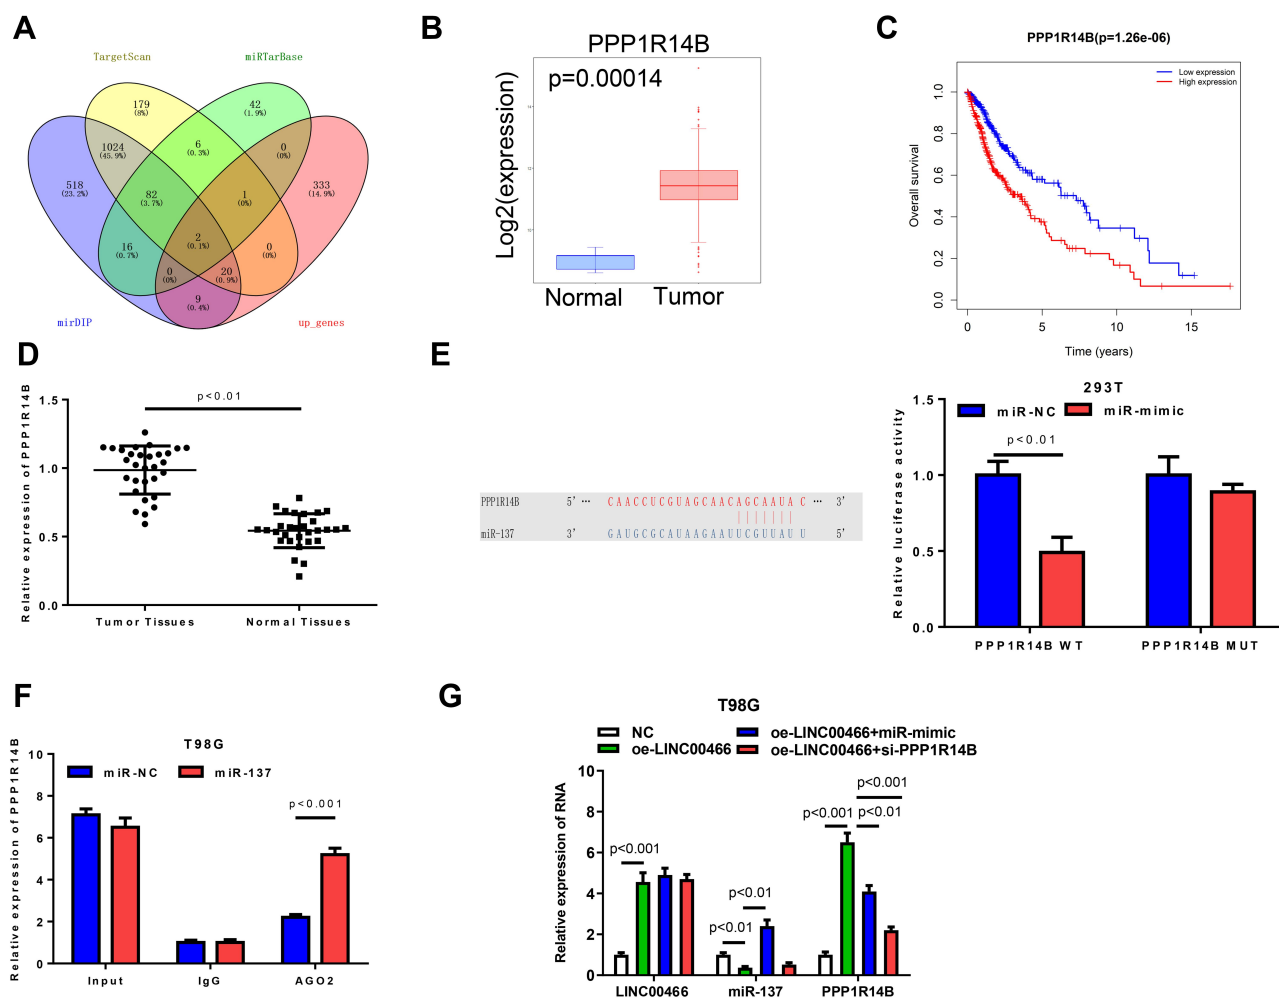 A
TargetScan
miRTarBase
179
(8%)
42
(1.9%)
1024
(45.9%)
6
(0.3%)
0
(0%)
518
(23.2%)
82
(3.7%)
1
(0%)
333
(14.9%)
2
(0.1%)
16
(0.7%)
0
(0%)
0
(0%)
20
(0.9%)
9
(0.4%)
mirDIP
up_genes
B
PPP1R14B
p=0.00014
Log2(expression)
Normal
Tumor
C
PPP1R14B(p=1.26e-06)
Low expression
High expression
Overall survival
1.0
0.8
0.6
0.4
0.2
0.0
0
5
10
15
Time (years)
D
Relative expression of PPP1R14B
p<0.01
1.5
1.0
0.5
0.0
Tumor Tissues
Normal Tissues
E
PPP1R14B 5' ··· CAACCUCGUAGCAACAGCAAUA C ··· 3'
miR-137 3' GAUGCGCAUAAGAAUUCGUUAU U 5'
293T
miR-NC
miR-mimic
p<0.01
Relative luciferase activity
1.5
1.0
0.5
0.0
PPP1R14B WT
PPP1R14B MUT
F
T98G
miR-NC
miR-137
p<0.001
Relative expression of PPP1R14B
10
8
6
4
2
0
Input
IgG
AGO2
G
T98G
NC
oe-LINC00466+miR-mimic
oe-LINC00466
oe-LINC00466+si-PPP1R14B
Relative expression of RNA
10
8
6
4
2
0
p<0.001
p<0.01
p<0.01
p<0.001
p<0.001
p<0.01
LINC00466
miR-137
PPP1R14B